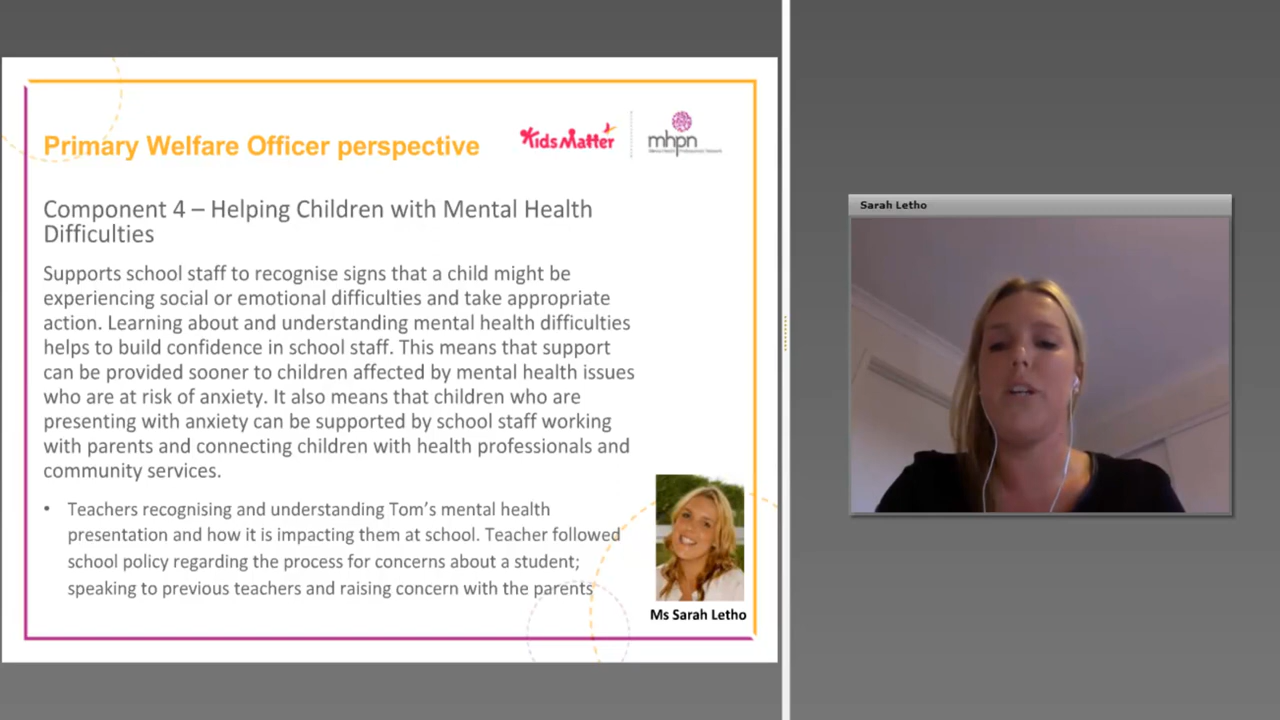 Primary Welfare Officer perspective
KidsMatter
mhpn
Mental Health Professionals Network
Component 4 – Helping Children with Mental Health
Difficulties
Supports school staff to recognise signs that a child might be
experiencing social or emotional difficulties and take appropriate
action. Learning about and understanding mental health difficulties
helps to build confidence in school staff. This means that support
can be provided sooner to children affected by mental health issues
who are at risk of anxiety. It also means that children who are
presenting with anxiety can be supported by school staff working
with parents and connecting children with health professionals and
community services.
• Teachers recognising and understanding Tom's mental health
presentation and how it is impacting them at school. Teacher followed
school policy regarding the process for concerns about a student;
speaking to previous teachers and raising concern with the parents
Ms Sarah Letho
Sarah Letho